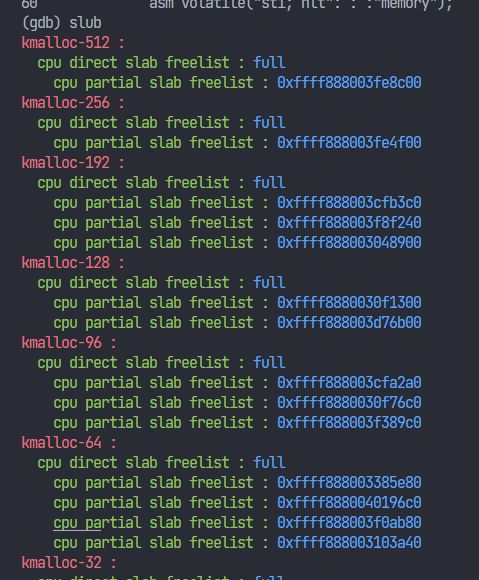 60 asm volatile("sti; hlt": : :"memory");
(gdb) slub
kmalloc-512 :
cpu direct slab freelist : full
cpu partial slab freelist : 0xffff888003fe8c00
kmalloc-256 :
cpu direct slab freelist : full
cpu partial slab freelist : 0xffff888003fe4f00
kmalloc-192 :
cpu direct slab freelist : full
cpu partial slab freelist : 0xffff888003cfb3c0
cpu partial slab freelist : 0xffff888003f8f240
cpu partial slab freelist : 0xffff888003048900
kmalloc-128 :
cpu direct slab freelist : full
cpu partial slab freelist : 0xffff8880030f1300
cpu partial slab freelist : 0xffff888003d76b00
kmalloc-96 :
cpu direct slab freelist : full
cpu partial slab freelist : 0xffff888003cfa2a0
cpu partial slab freelist : 0xffff8880030f76c0
cpu partial slab freelist : 0xffff888003f389c0
kmalloc-64 :
cpu direct slab freelist : full
cpu partial slab freelist : 0xffff888003385e80
cpu partial slab freelist : 0xffff8880040196c0
cpu partial slab freelist : 0xffff888003f0ab80
cpu partial slab freelist : 0xffff888003103a40
kmalloc-32 :
cpu direct slab freelist : full